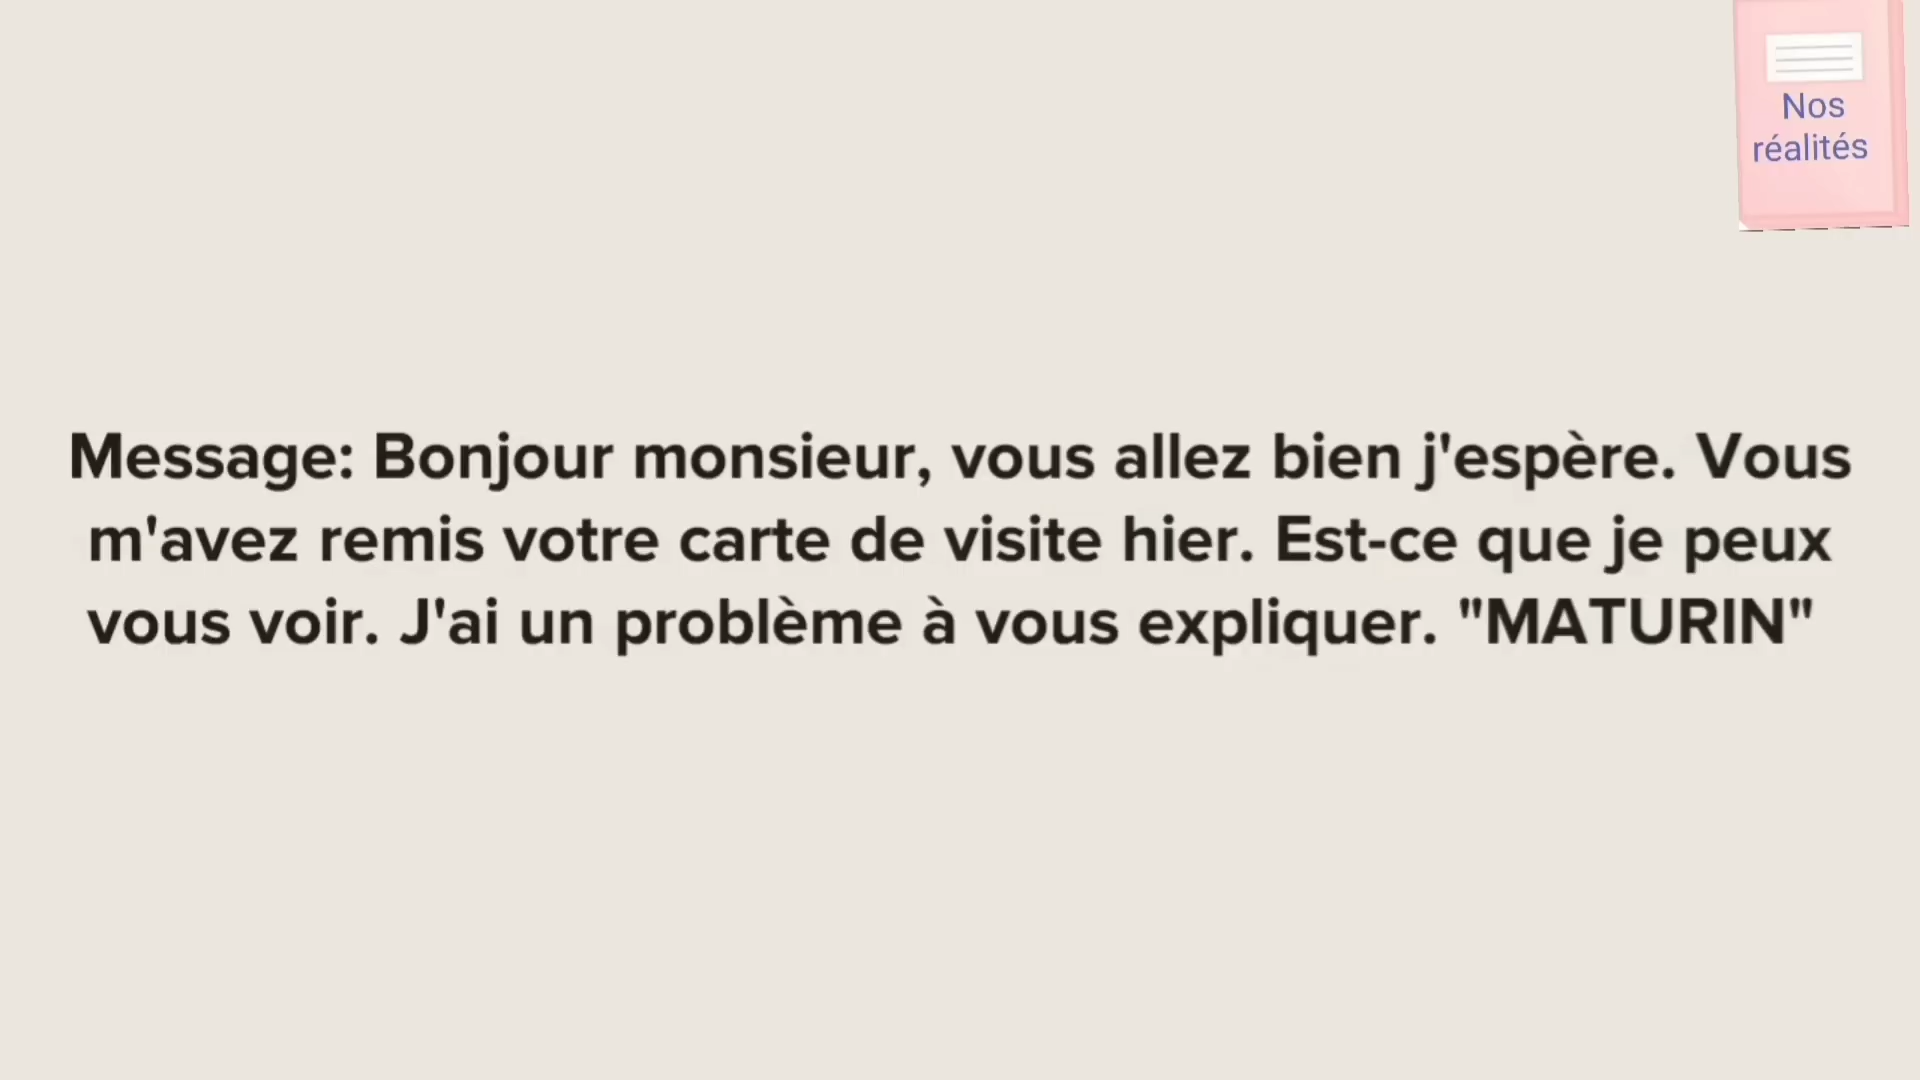 Nos
réalités
Message: Bonjour monsieur, vous allez bien j'espère. Vous
m'avez remis votre carte de visite hier. Est-ce que je peux
vous voir. J'ai un problème à vous expliquer. "MATURIN"